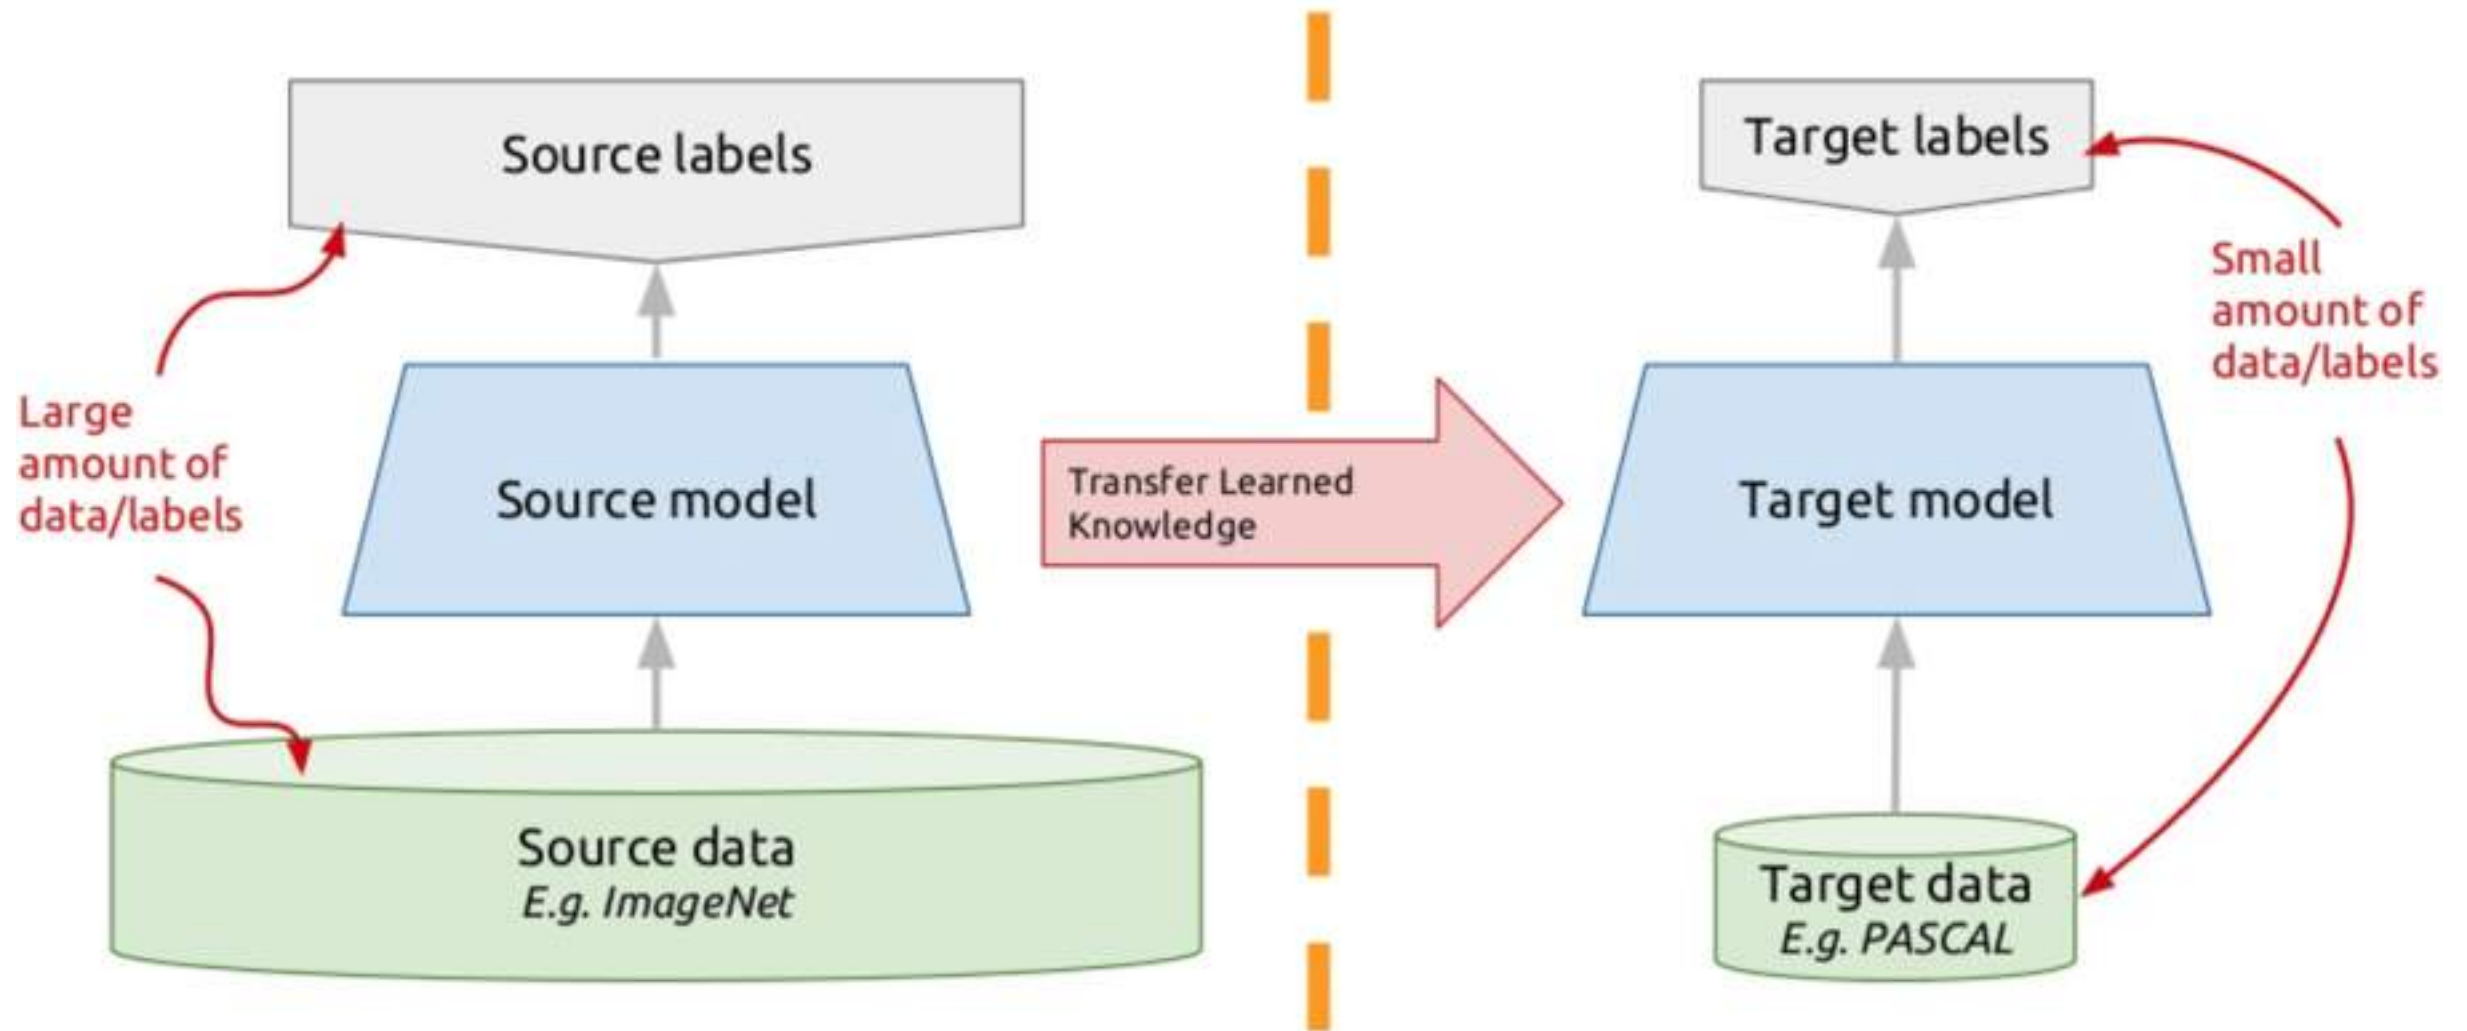 Source labels
Large
amount of
data/labels
Source model
Source data
E.g. ImageNet
Transfer Learned
Knowledge
Target labels
Small
amount of
data/labels
Target model
Target data
E.g. PASCAL